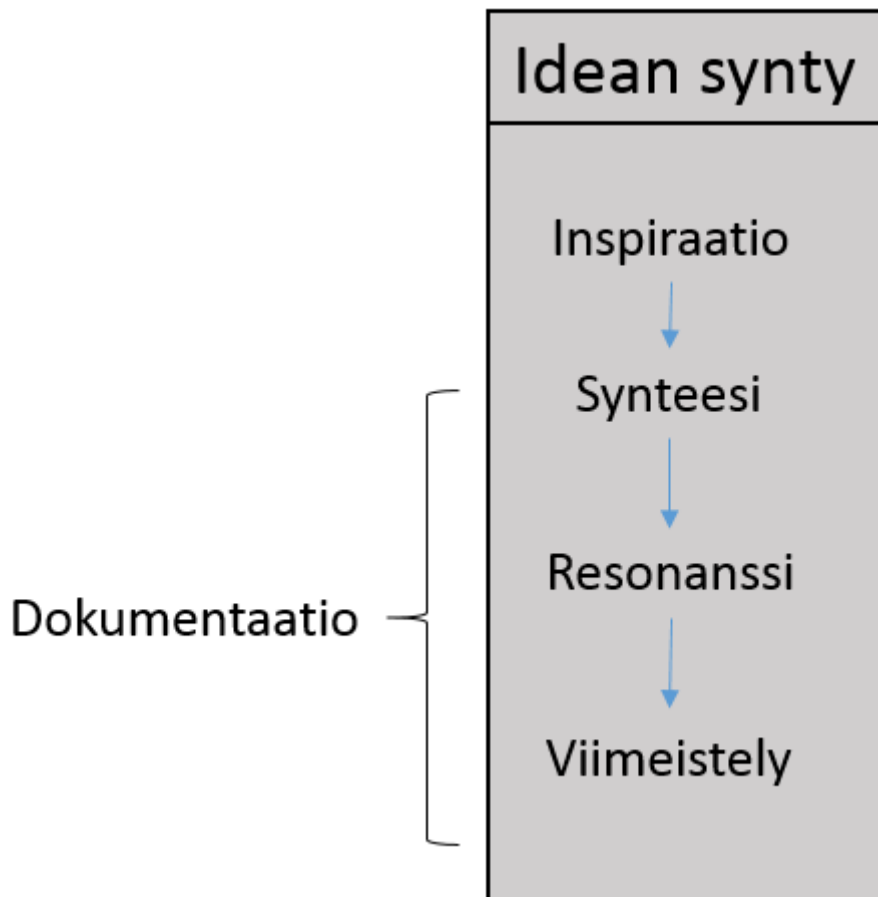 Idean synty
Inspiraatio
Synteesi
Resonanssi
Dokumentaatio
Viimeistely